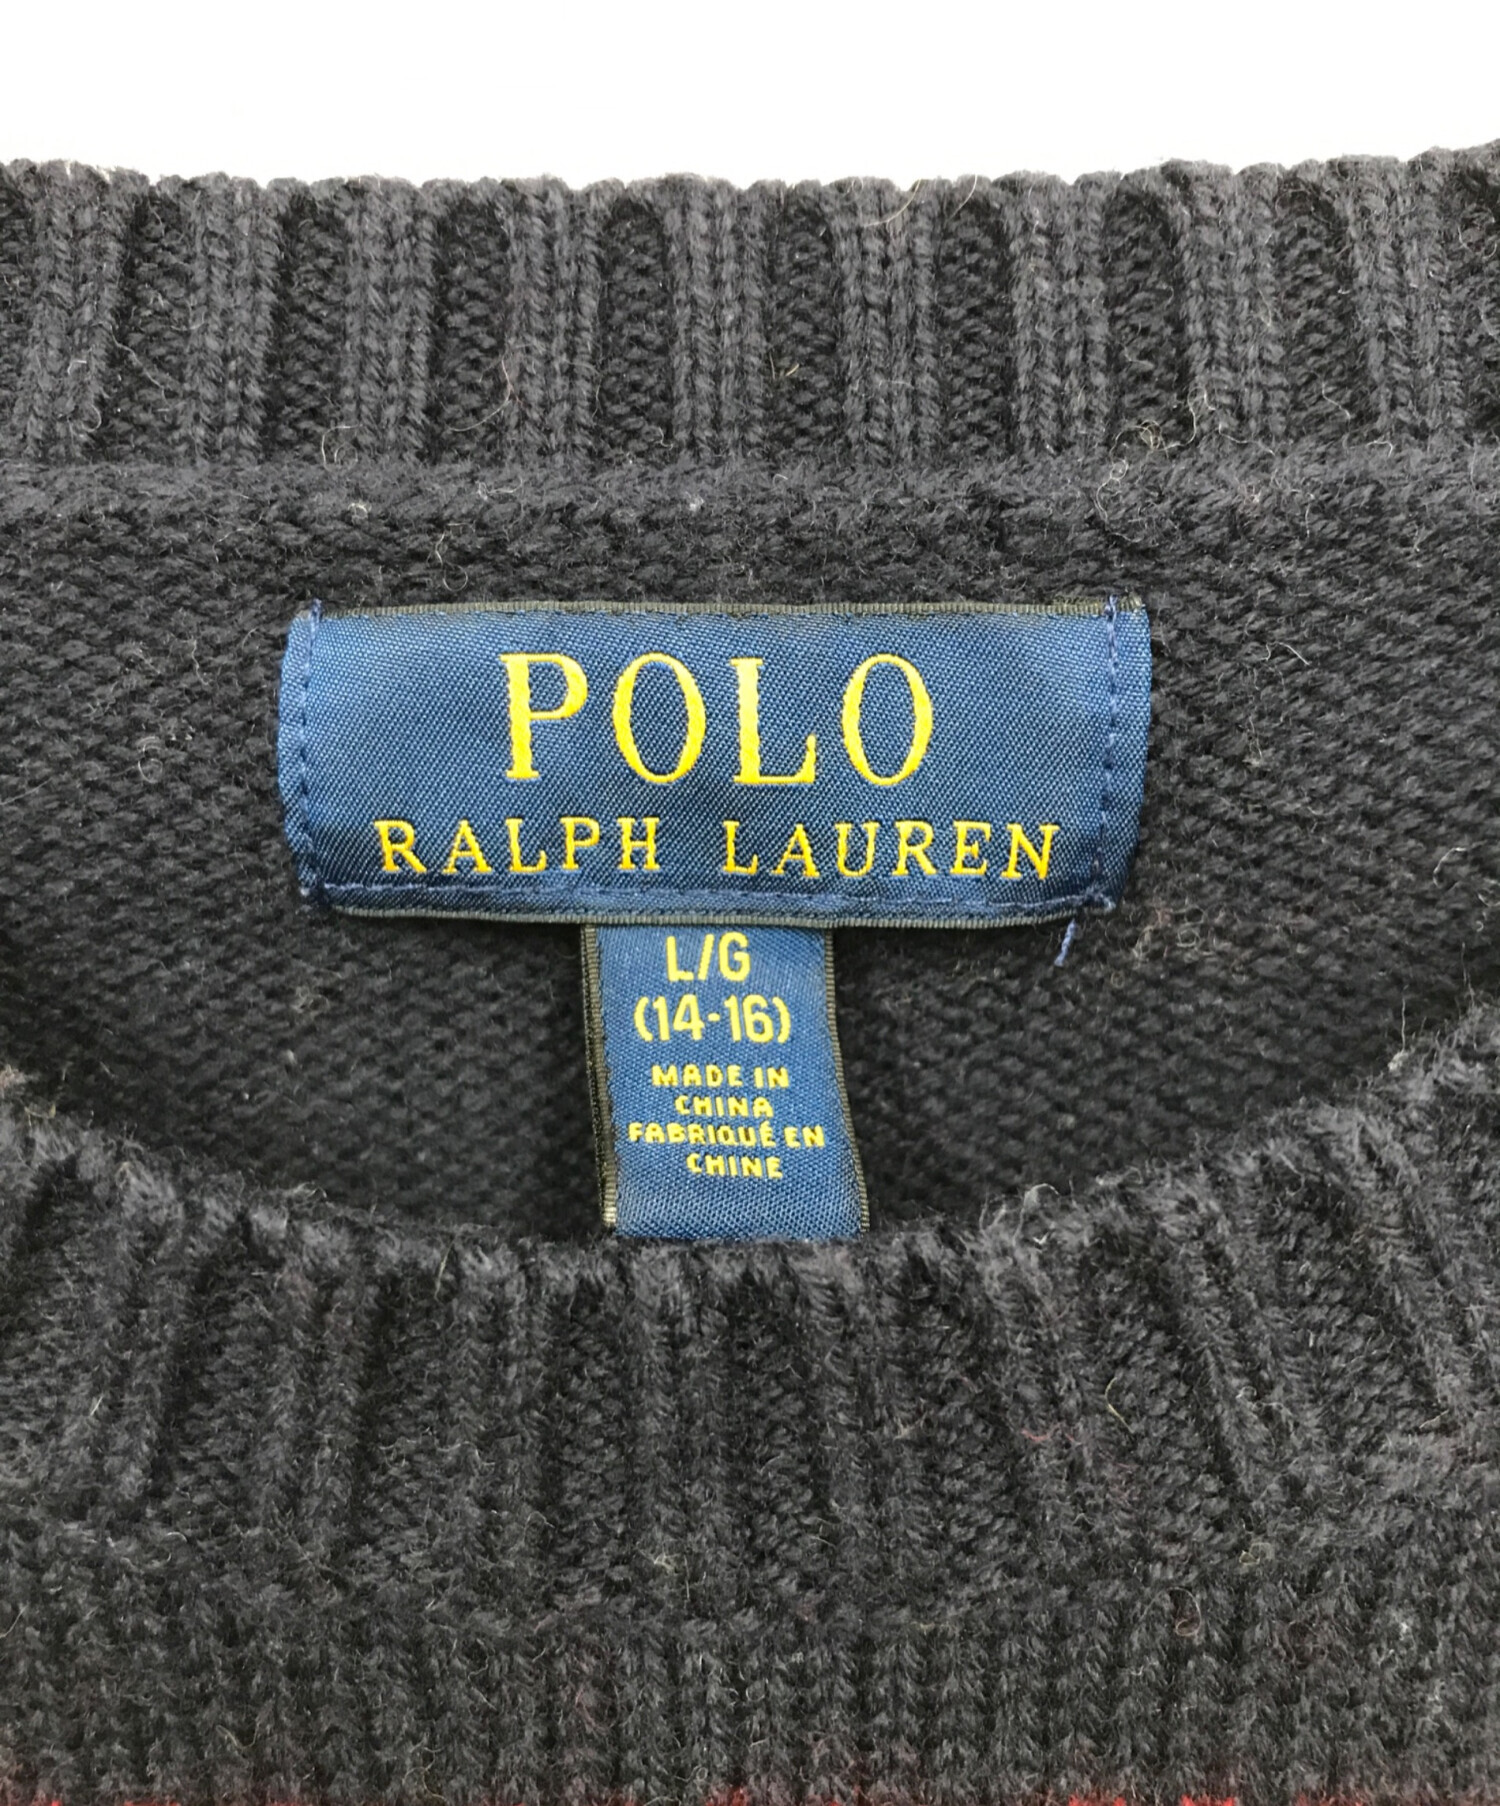 POLO
RALPH LAUREN
L/G
(14-16)
MADE IN
CHINA
FABRIQUÉ EN
CHINE